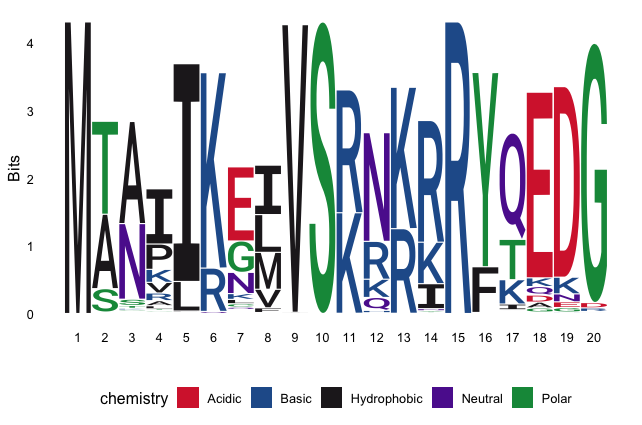 4
3
2
1
0
Bits
M T A I I K E I V S R N K R R Y Q E D G
A N P L R G L K R R K F T K K
S S K N M K K I K Q N D
V K V Q I D G R
R S A G
A
1 2 3 4 5 6 7 8 9 10 11 12 13 14 15 16 17 18 19 20
chemistry Acidic Basic Hydrophobic Neutral Polar